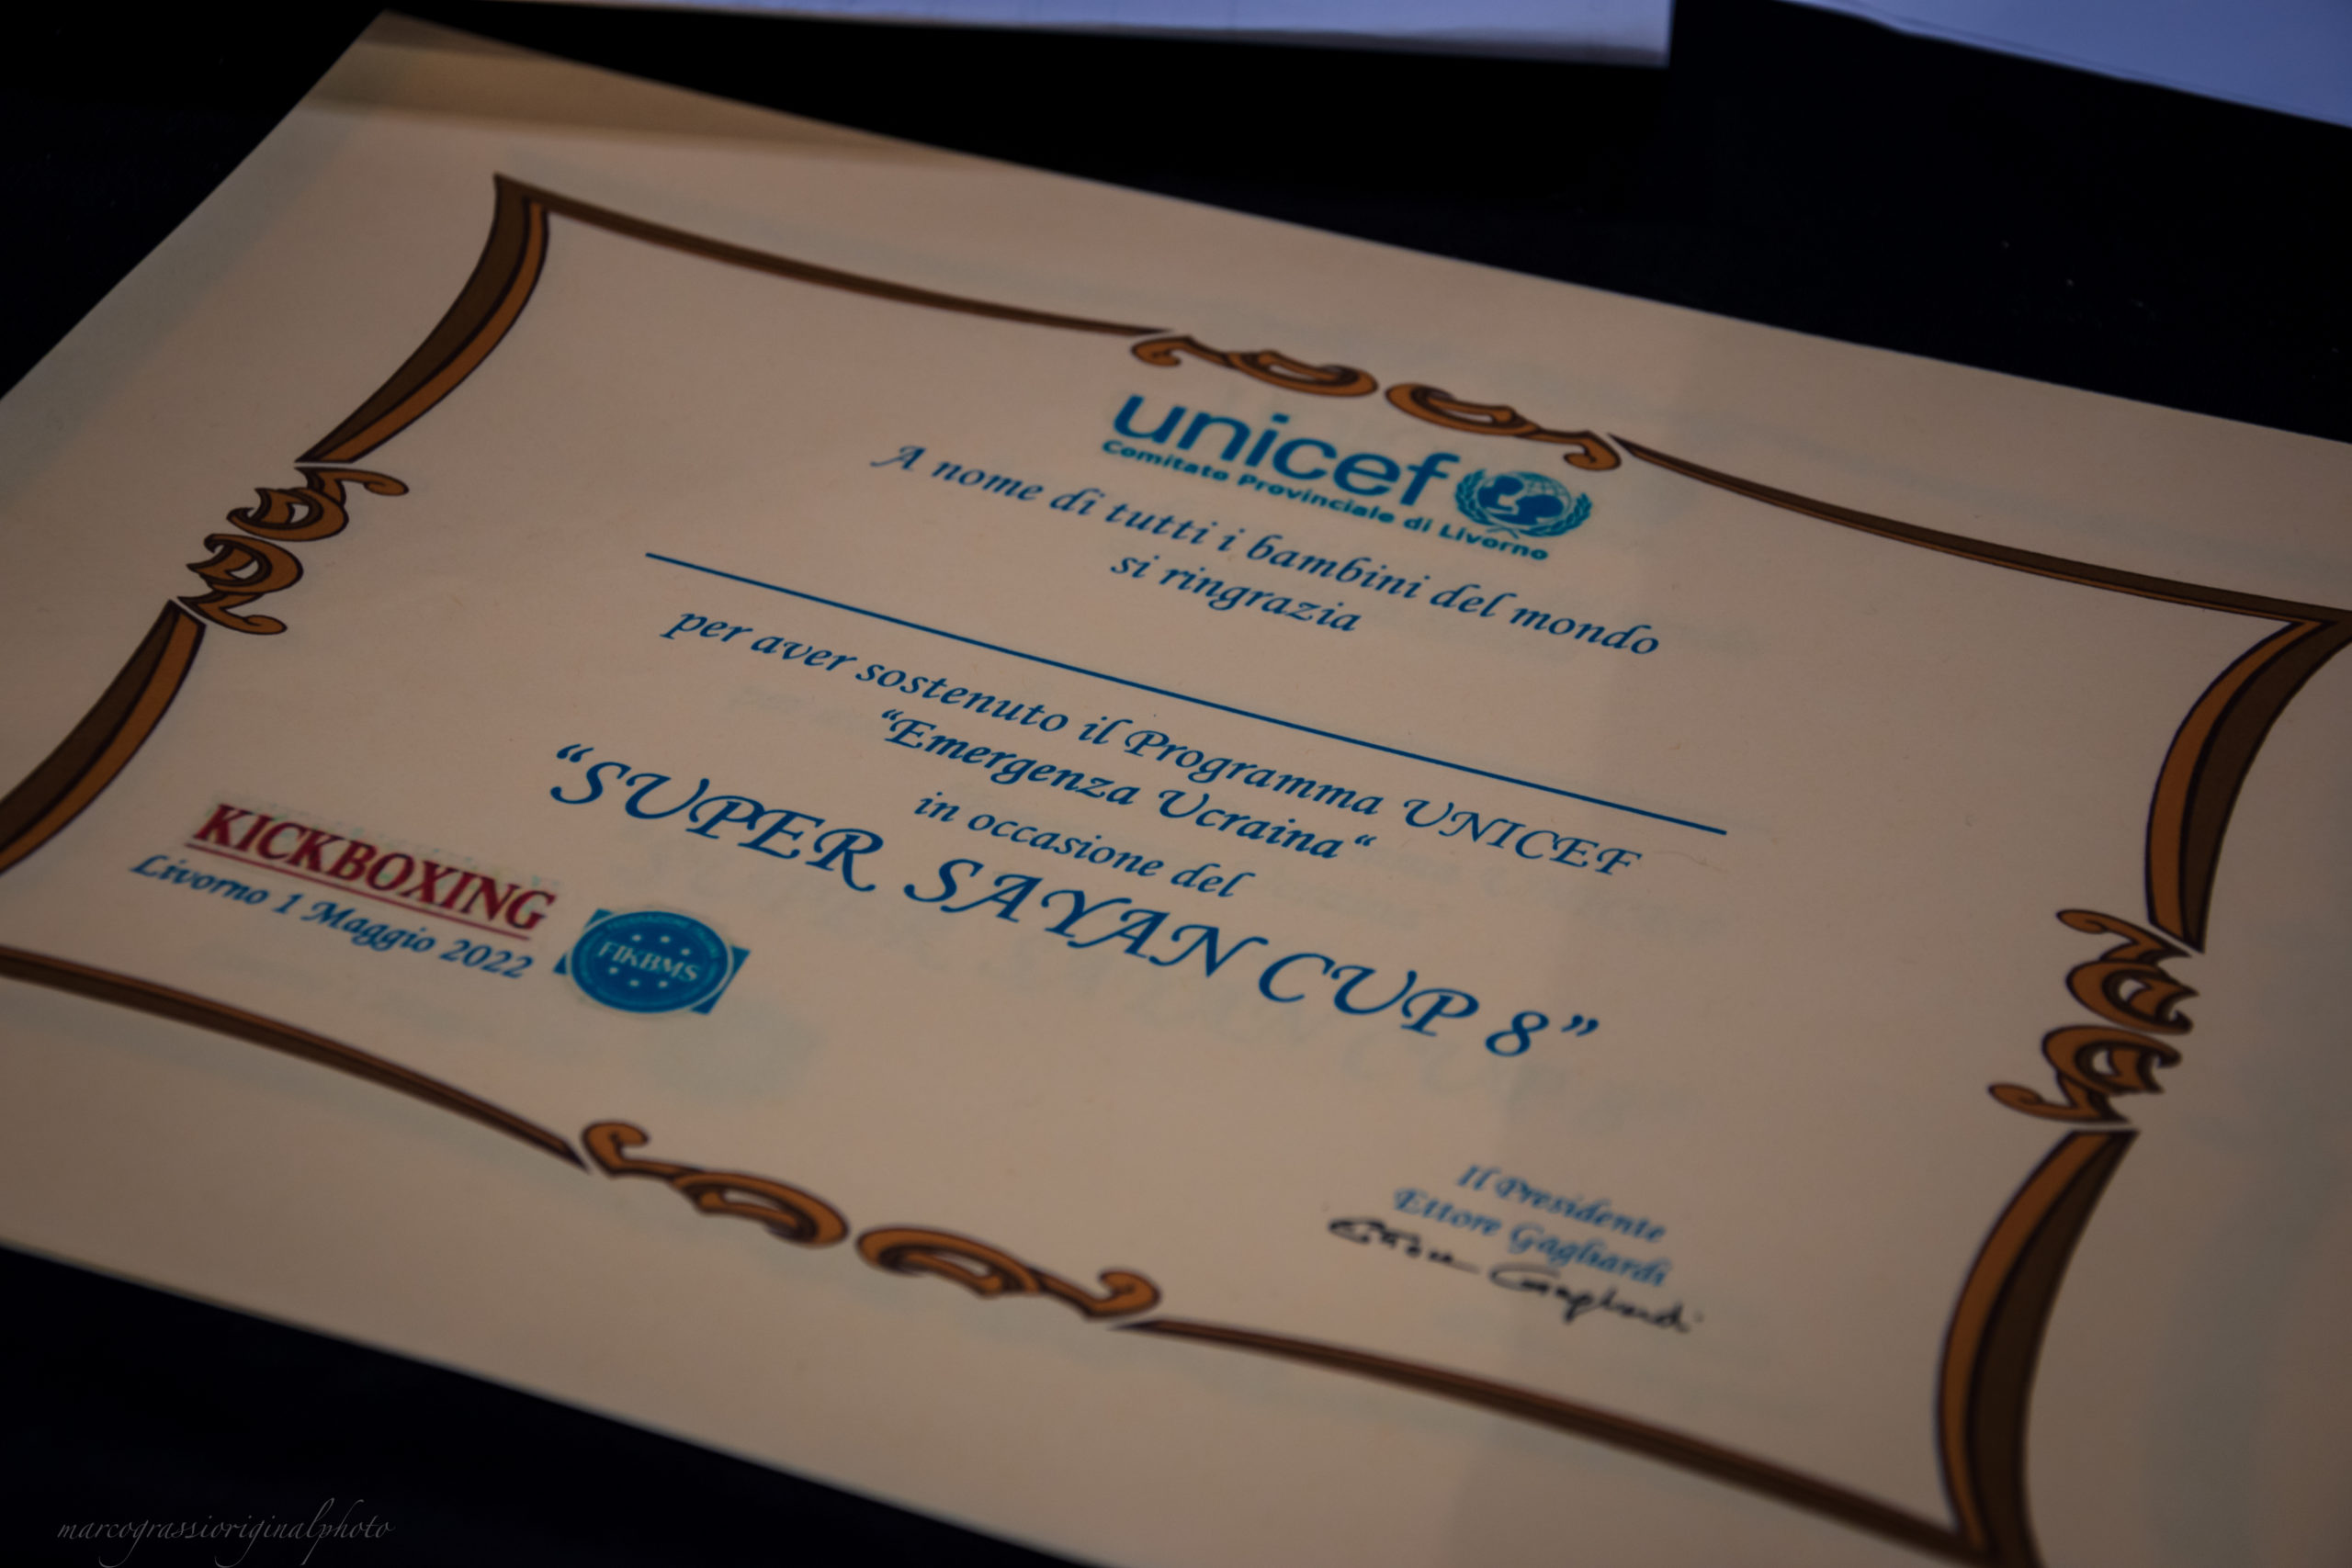 unicef
Comitato Provinciale di Livorno
A nome di tutti i bambini del mondo
si ringrazia
per aver sostenuto il Programma UNICEF
“Emergenza Ucraina“
in occasione del
“SUPER SAYAN CUP 8”
KICKBOXING
Livorno 1 Maggio 2022
FIKBMS
Il Presidente
Ettore Gagliardi
Ettore Gagliardi
marcograssioriginalphoto